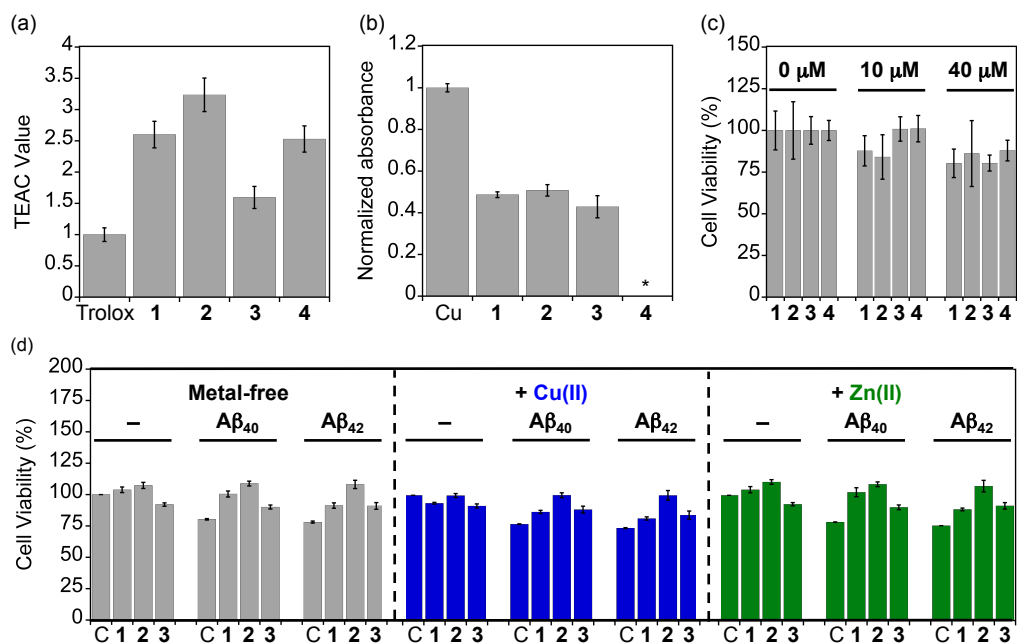 (a)
TEAC Value
4
3.5
3
2.5
2
1.5
1
0.5
0
Trolox 1 2 3 4
(b)
Normalized absorbance
1.2
1
0.8
0.6
0.4
0.2
0
*
Cu 1 2 3 4
(c)
Cell Viability (%)
150
125
100
75
50
25
0
0 μM 10 μM 40 μM
1 2 3 4 1 2 3 4 1 2 3 4
(d)
Cell Viability (%)
200
175
150
125
100
75
50
25
0
Metal-free + Cu(II) + Zn(II)
– Aβ40 Aβ42 – Aβ40 Aβ42 – Aβ40 Aβ42
C 1 2 3 C 1 2 3 C 1 2 3 C 1 2 3 C 1 2 3 C 1 2 3 C 1 2 3 C 1 2 3 C 1 2 3